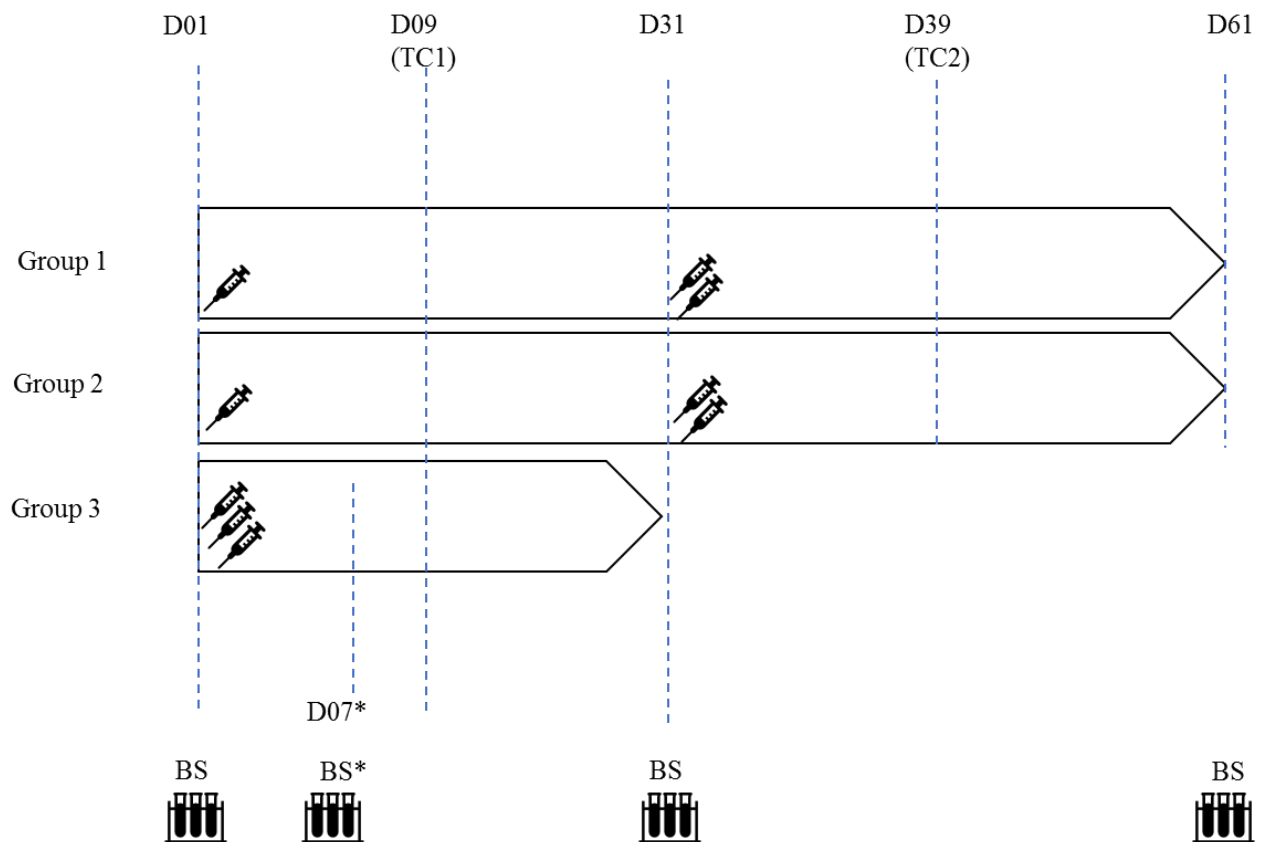 D01
D09
(TC1)
D31
D39
(TC2)
D61
Group 1
Group 2
Group 3
D07*
BS
BS*
BS
BS